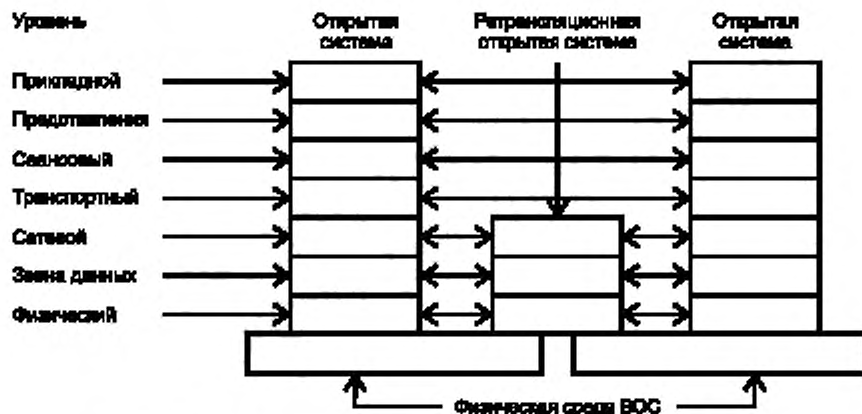 Уровень
Открытая
система
Ретрансляционная
открытая система
Открытая
система
Прикладной
Представления
Сеансовый
Транспортный
Сетевой
Звена данных
Физический
Физическая среда ВОС